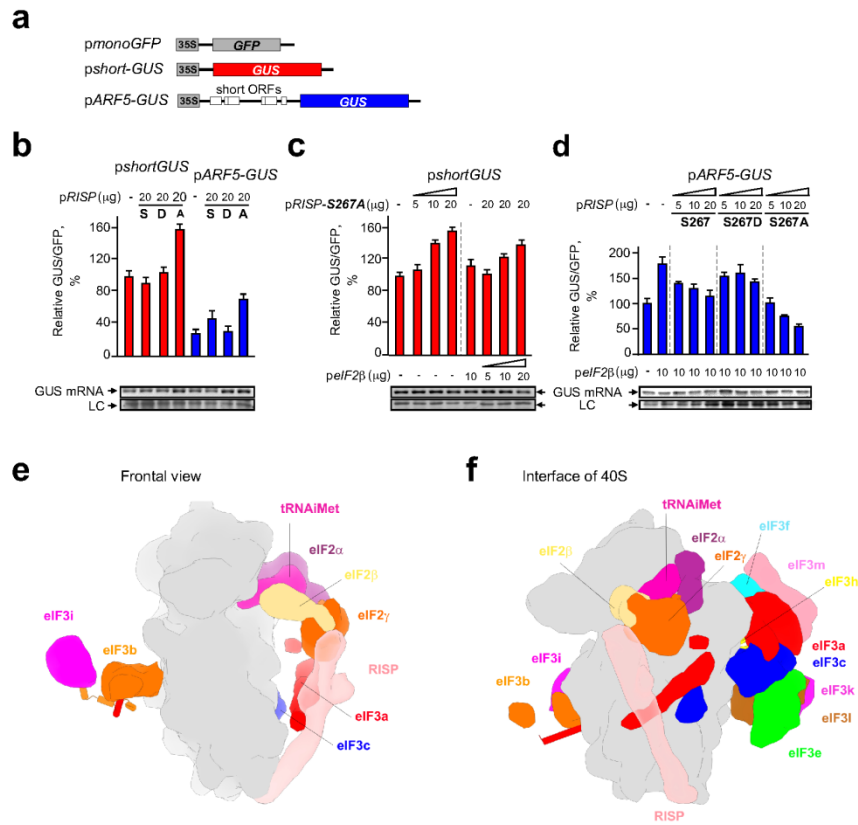 a
pmonoGFP 35S GFP
pshort-GUS 35S GUS
short ORFs
pARF5-GUS 35S GUS
b
pshortGUS
pARF5-GUS
pRISP (µg) - 20 20 20 - 20 20 20
S D A S D A
Relative GUS/GFP, %
160
120
80
40
0
GUS mRNA
LC
c
pshortGUS
pRISP-S267A (µg) - 5 10 20 - 20 20 20
Relative GUS/GFP, %
160
120
80
40
0
peIF2β (µg)
- - - - 10 5 10 20
d
pARF5-GUS
pRISP (µg) - - 5 10 20 5 10 20 5 10 20
S267 S267D S267A
Relative GUS/GFP, %
200
150
100
50
0
peIF2β (µg) - 10 10 10 10 10 10 10 10 10 10
GUS mRNA
LC
e
Frontal view
tRNAiMet
eIF2α
eIF2β
eIF2γ
eIF3i
eIF3b
RISP
eIF3a
eIF3c
f
Interface of 40S
tRNAiMet
eIF3f
eIF2α
eIF2β
eIF2γ
eIF3m
eIF3h
eIF3i
eIF3a
eIF3b
eIF3c
eIF3k
eIF3l
eIF3e
RISP